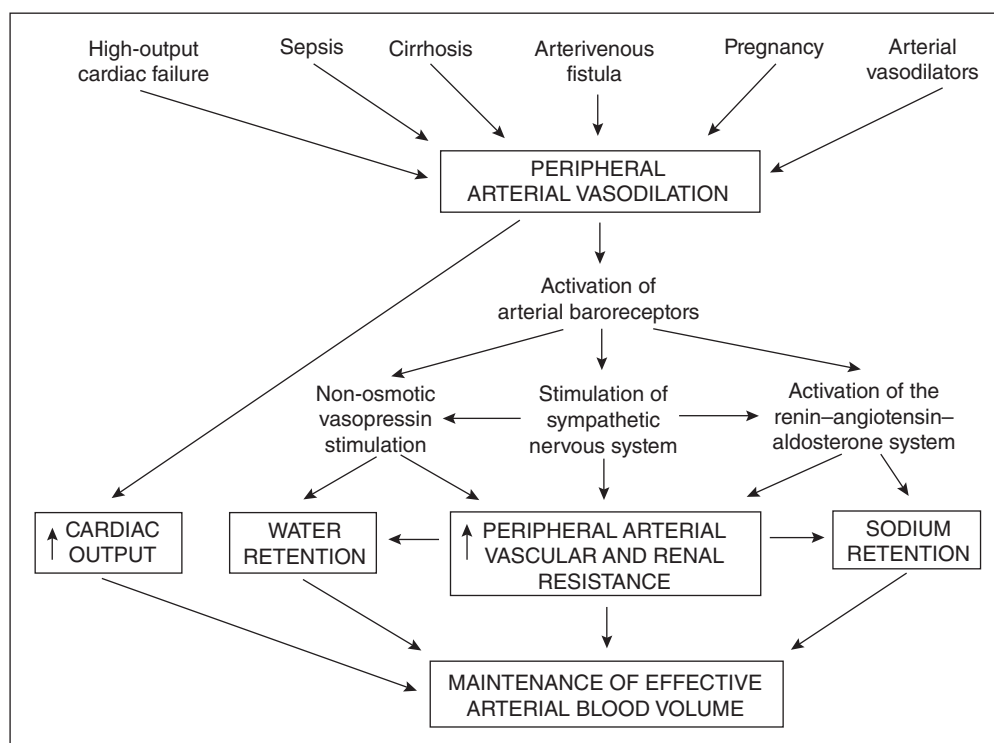 High-output
cardiac failure
Sepsis
Cirrhosis
Arterivenous
fistula
Pregnancy
Arterial
vasodilators
PERIPHERAL
ARTERIAL VASODILATION
Activation of
arterial baroreceptors
Non-osmotic
vasopressin
stimulation
Stimulation of
sympathetic
nervous system
Activation of the
renin–angiotensin–
aldosterone system
CARDIAC
OUTPUT
WATER
RETENTION
PERIPHERAL ARTERIAL
VASCULAR AND RENAL
RESISTANCE
SODIUM
RETENTION
MAINTENANCE OF EFFECTIVE
ARTERIAL BLOOD VOLUME